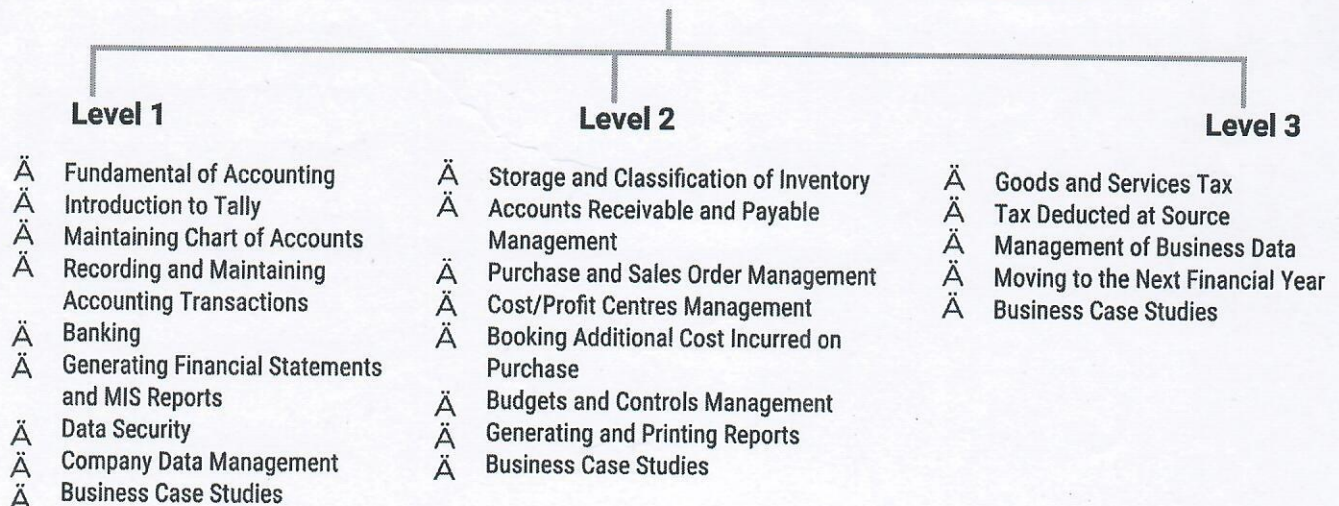 Level 1
Ä Fundamental of Accounting
Ä Introduction to Tally
Ä Maintaining Chart of Accounts
Ä Recording and Maintaining
Accounting Transactions
Ä Banking
Ä Generating Financial Statements
and MIS Reports
Ä Data Security
Ä Company Data Management
Ä Business Case Studies
Level 2
Ä Storage and Classification of Inventory
Ä Accounts Receivable and Payable
Management
Ä Purchase and Sales Order Management
Ä Cost/Profit Centres Management
Ä Booking Additional Cost Incurred on
Purchase
Ä Budgets and Controls Management
Ä Generating and Printing Reports
Ä Business Case Studies
Level 3
Ä Goods and Services Tax
Ä Tax Deducted at Source
Ä Management of Business Data
Ä Moving to the Next Financial Year
Ä Business Case Studies